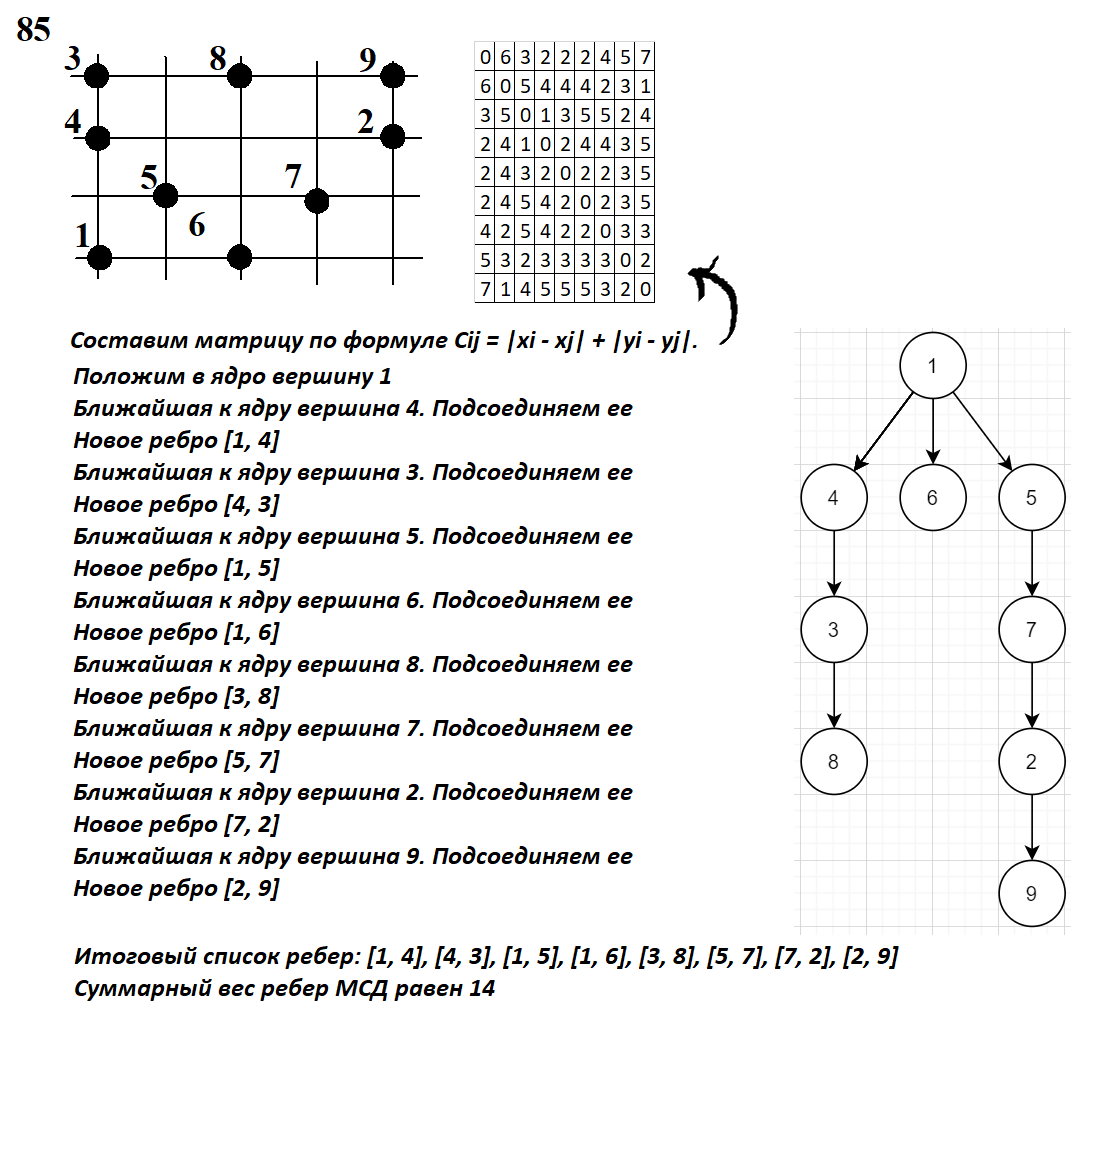 85
3 8 9
4 2
5 7
6
1
0 6 3 2 2 2 4 5 7
6 0 5 4 4 4 2 3 1
3 5 0 1 3 5 5 2 4
2 4 1 0 2 4 4 3 5
2 4 3 2 0 2 2 3 5
2 4 5 4 2 0 2 3 5
4 2 5 4 2 2 0 3 3
5 3 2 3 3 3 3 0 2
7 1 4 5 5 5 3 2 0
Составим матрицу по формуле Cij = |xi - xj| + |yi - yj|.
Положим в ядро вершину 1
Ближайшая к ядру вершина 4. Подсоединяем ее
Новое ребро [1, 4]
Ближайшая к ядру вершина 3. Подсоединяем ее
Новое ребро [4, 3]
Ближайшая к ядру вершина 5. Подсоединяем ее
Новое ребро [1, 5]
Ближайшая к ядру вершина 6. Подсоединяем ее
Новое ребро [1, 6]
Ближайшая к ядру вершина 8. Подсоединяем ее
Новое ребро [3, 8]
Ближайшая к ядру вершина 7. Подсоединяем ее
Новое ребро [5, 7]
Ближайшая к ядру вершина 2. Подсоединяем ее
Новое ребро [7, 2]
Ближайшая к ядру вершина 9. Подсоединяем ее
Новое ребро [2, 9]
1
4 6 5
3 7
8 2
9
Итоговый список ребер: [1, 4], [4, 3], [1, 5], [1, 6], [3, 8], [5, 7], [7, 2], [2, 9]
Суммарный вес ребер МСД равен 14